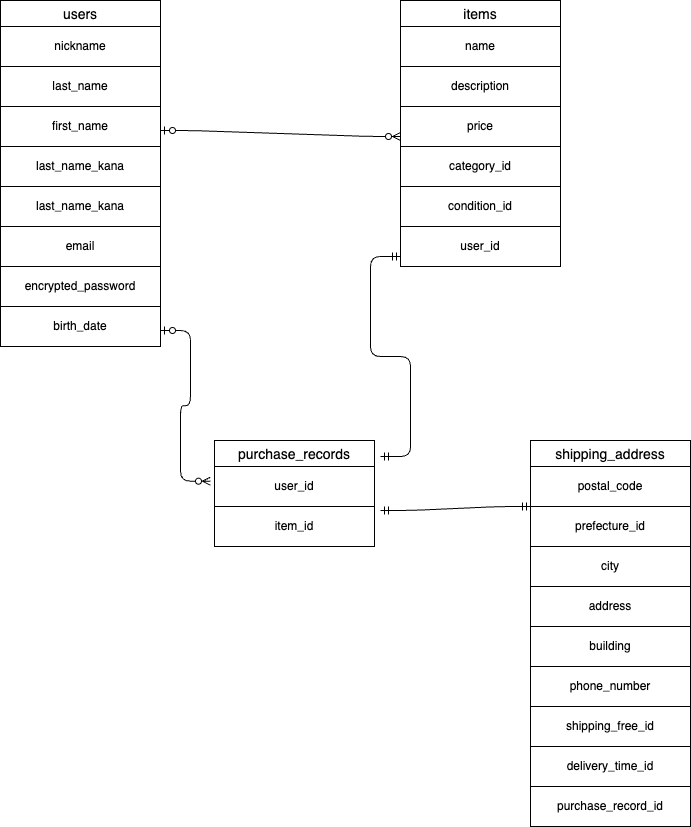 users
nickname
last_name
first_name
last_name_kana
last_name_kana
email
encrypted_password
birth_date
items
name
description
price
category_id
condition_id
user_id
purchase_records
user_id
item_id
shipping_address
postal_code
prefecture_id
city
address
building
phone_number
shipping_free_id
delivery_time_id
purchase_record_id